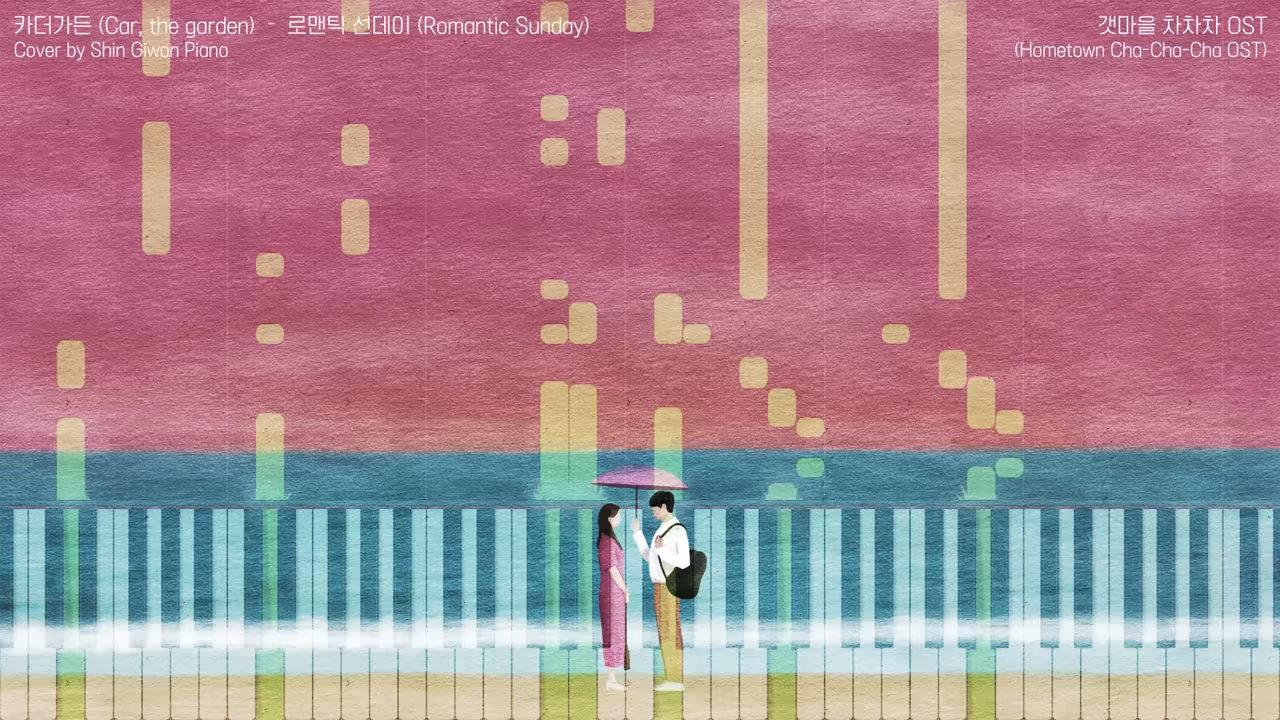 카더가든 (Car, the garden) - 로맨틱 선데이 (Romantic Sunday)
Cover by Shin Giwon Piano
갯마을 차차차 OST
(Hometown Cha-Cha-Cha OST)